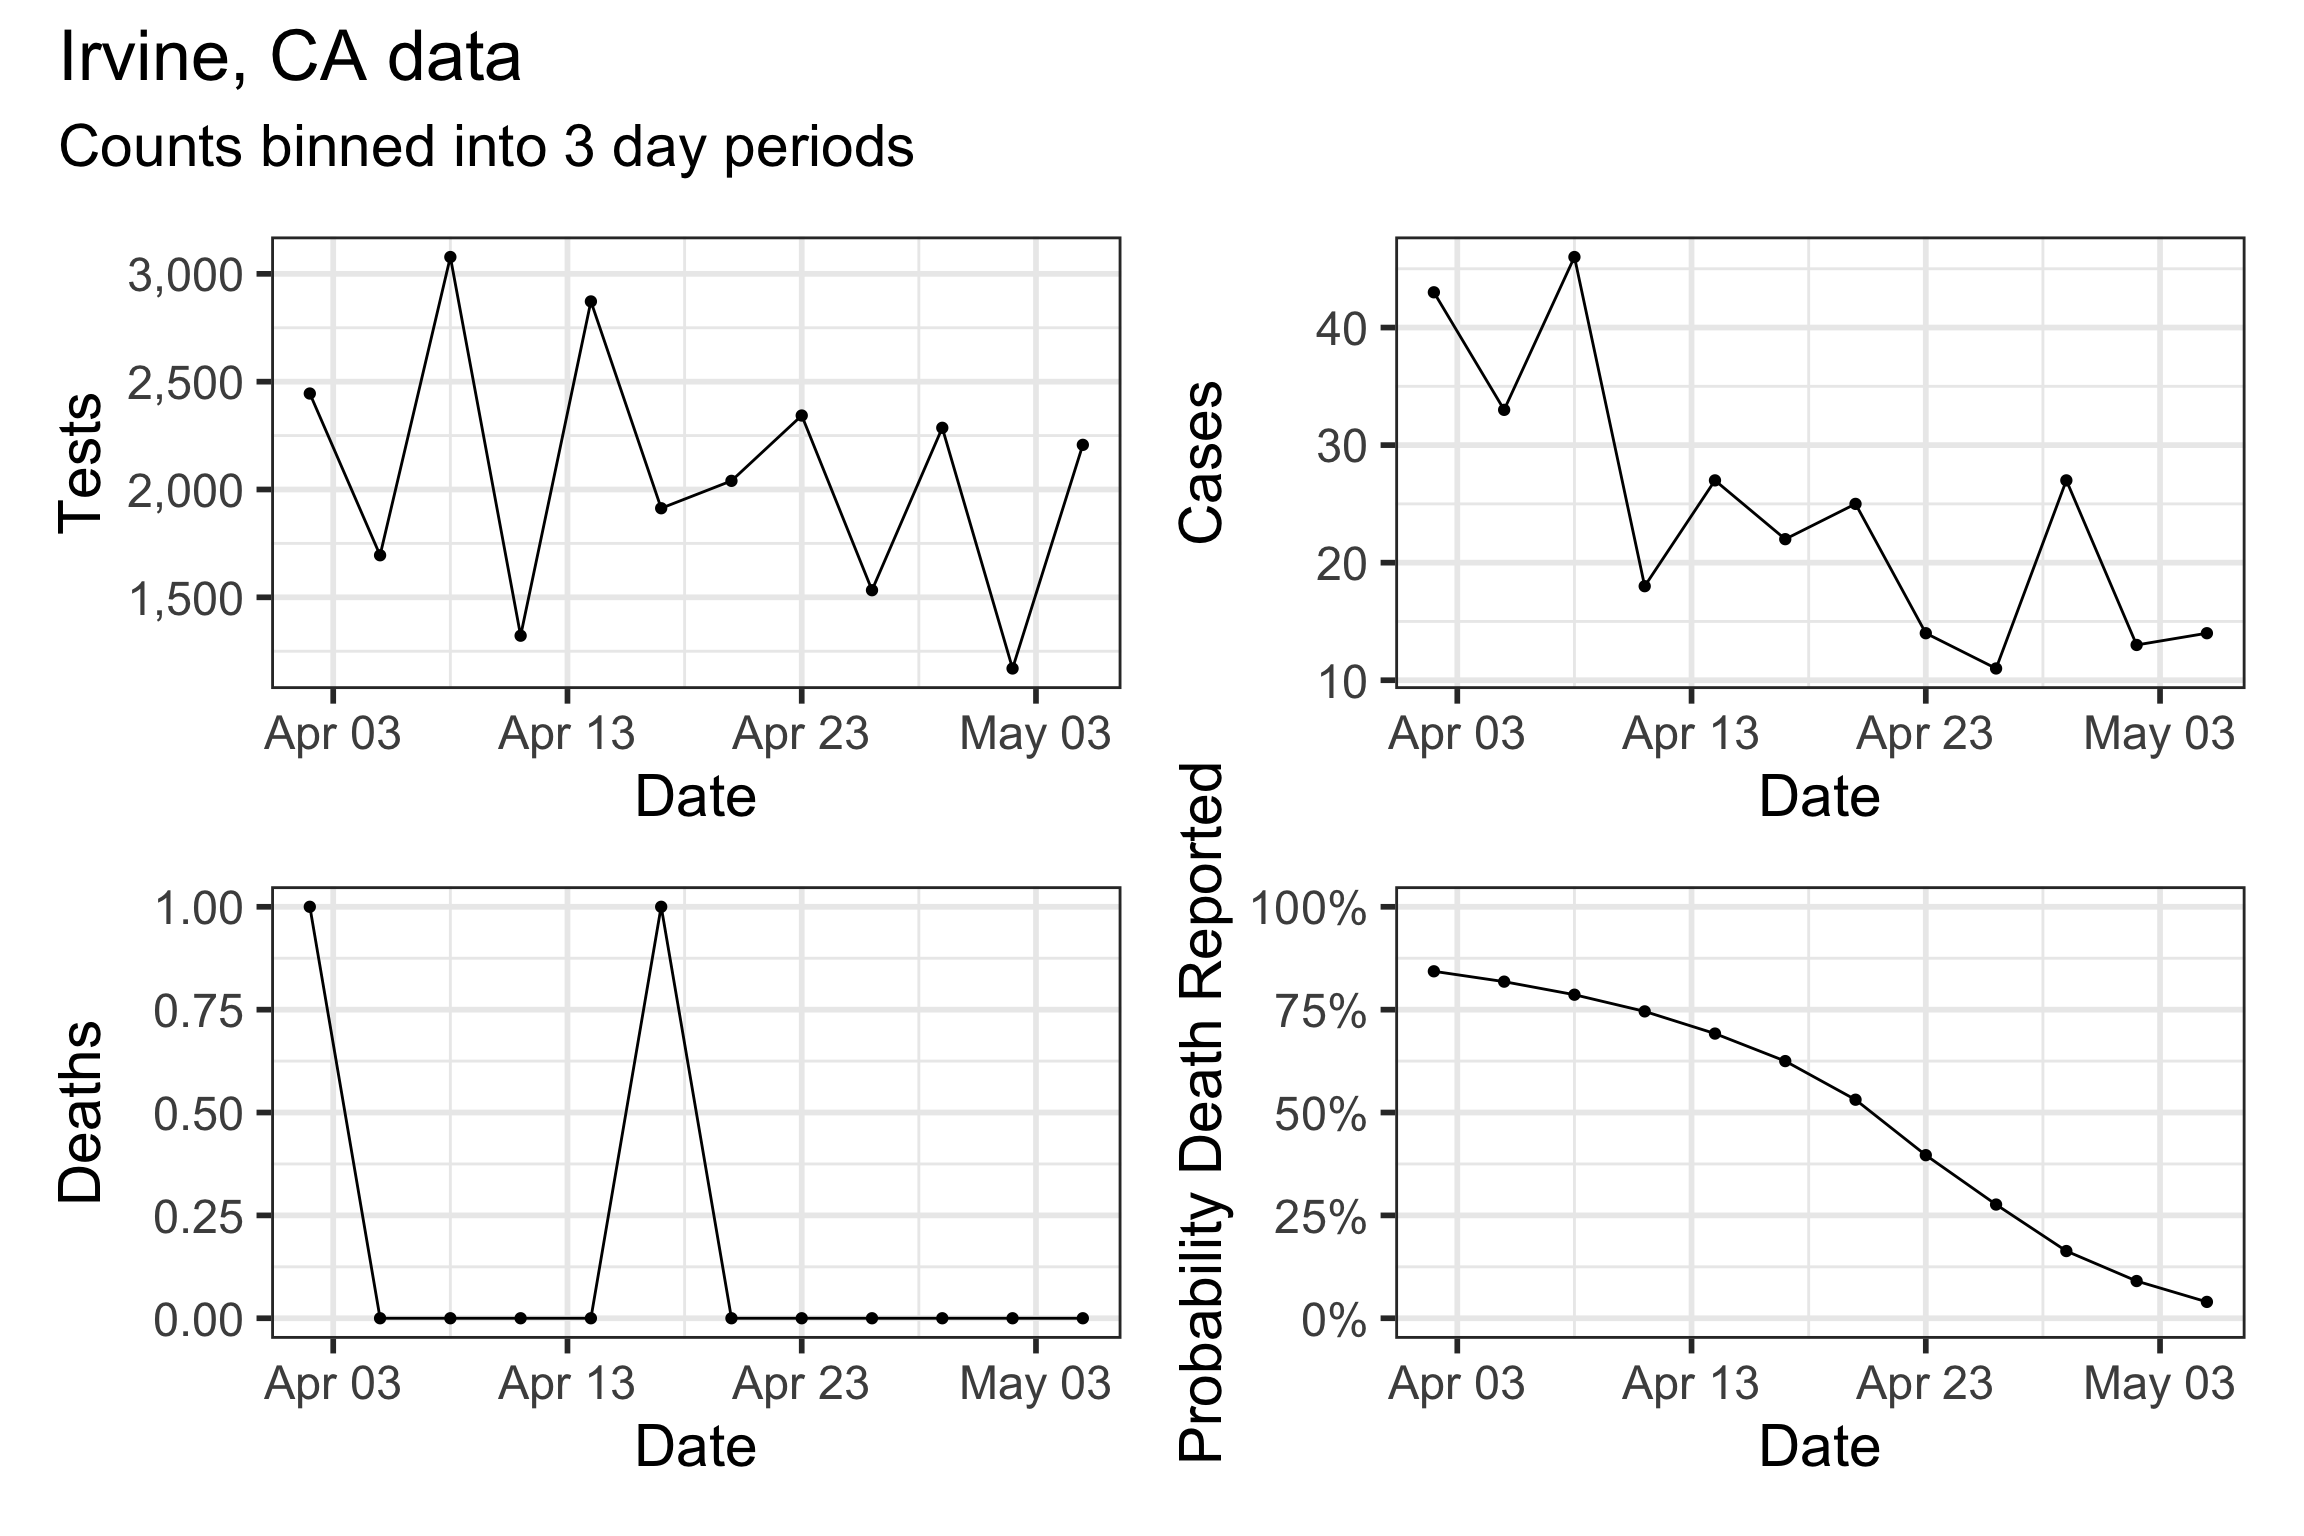 Irvine, CA data
Counts binned into 3 day periods
Tests
3,000
2,500
2,000
1,500
Apr 03 Apr 13 Apr 23 May 03
Date
Cases
40
30
20
10
Apr 03 Apr 13 Apr 23 May 03
Date
Deaths
1.00
0.75
0.50
0.25
0.00
Apr 03 Apr 13 Apr 23 May 03
Date
Probability Death Reported
100%
75%
50%
25%
0%
Apr 03 Apr 13 Apr 23 May 03
Date